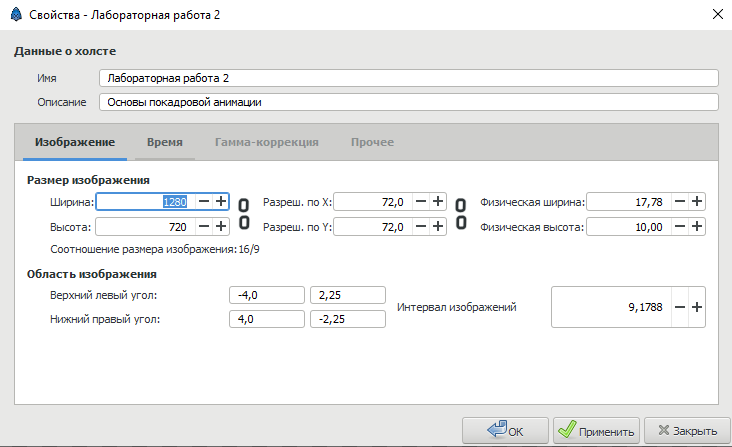 Свойства - Лабораторная работа 2
Данные о холсте
Имя Лабораторная работа 2
Описание Основы покадровой анимации
Изображение Время Гамма-коррекция Прочее
Размер изображения
Ширина: 1280 Разреш. по X: 72,0 Физическая ширина: 17,78
Высота: 720 Разреш. по Y: 72,0 Физическая высота: 10,00
Соотношение размера изображения:16/9
Область изображения
Верхний левый угол: -4,0 2,25
Интервал изображений 9,1788
Нижний правый угол: 4,0 -2,25
OK Применить Закрыть